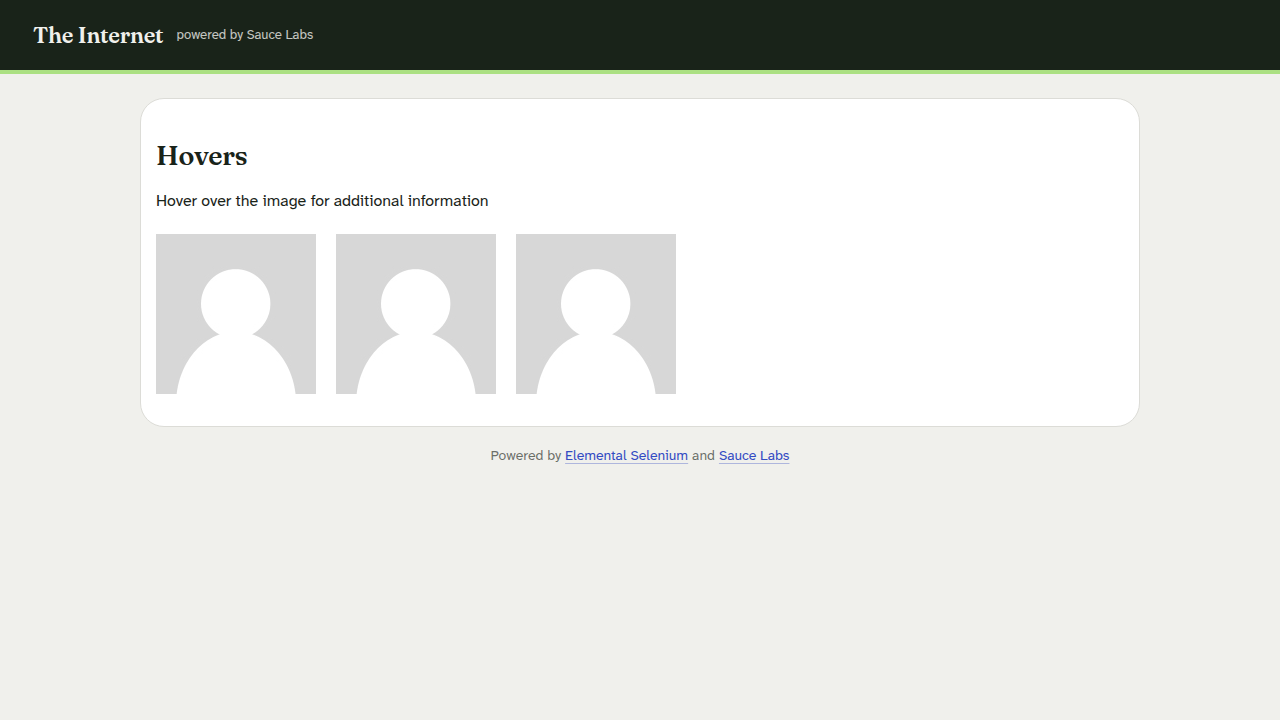 The Internet powered by Sauce Labs
Hovers
Hover over the image for additional information
Powered by Elemental Selenium and Sauce Labs